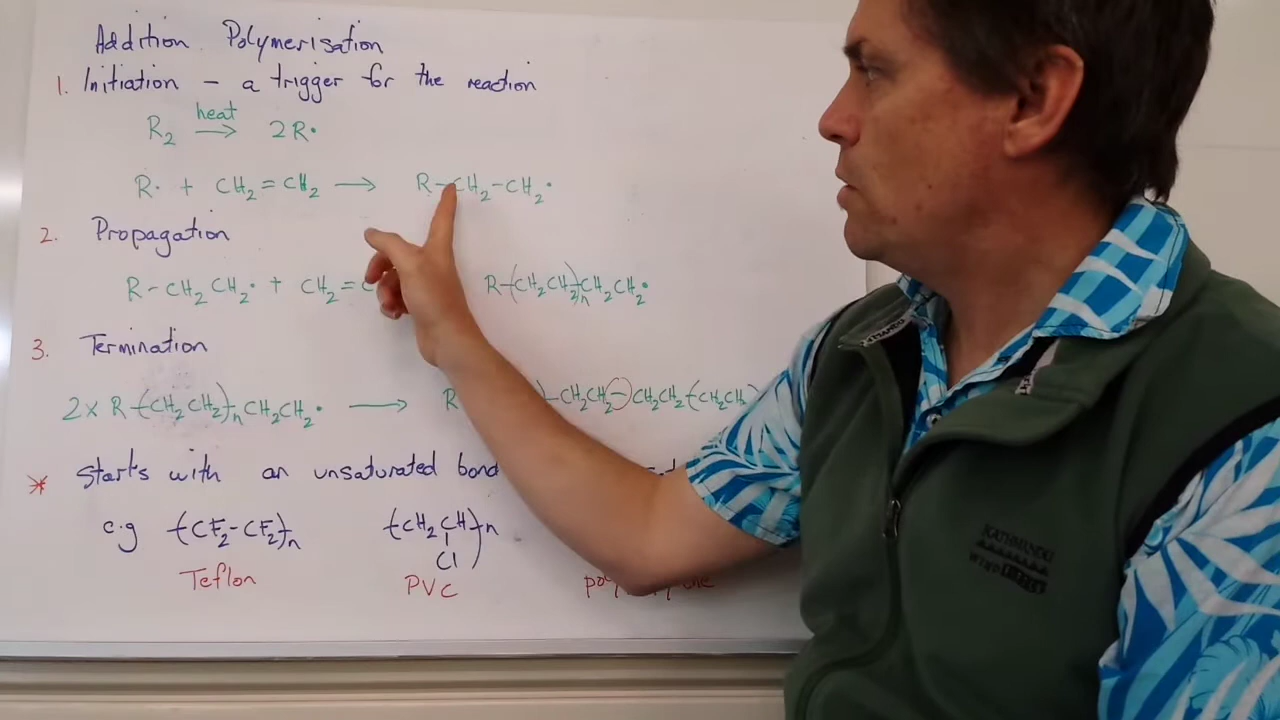 Addition Polymerisation
1. Initiation - a trigger for the reaction
R₂ heat → 2R•
R• + CH₂=CH₂ → R-CH₂-CH₂•
2. Propagation
R-CH₂CH₂• + CH₂=C R-(CH₂CH₂)ₙCH₂CH₂•
3. Termination
2x R-(CH₂CH₂)ₙCH₂CH₂• → R )-CH₂CH₂-CH₂CH₂-(CH₂CH₂)
* Starts with an unsaturated bond
e.g (CF₂-CF₂)ₙ (CH₂CH)n
Cl
Teflon PVC
KATHMANDU